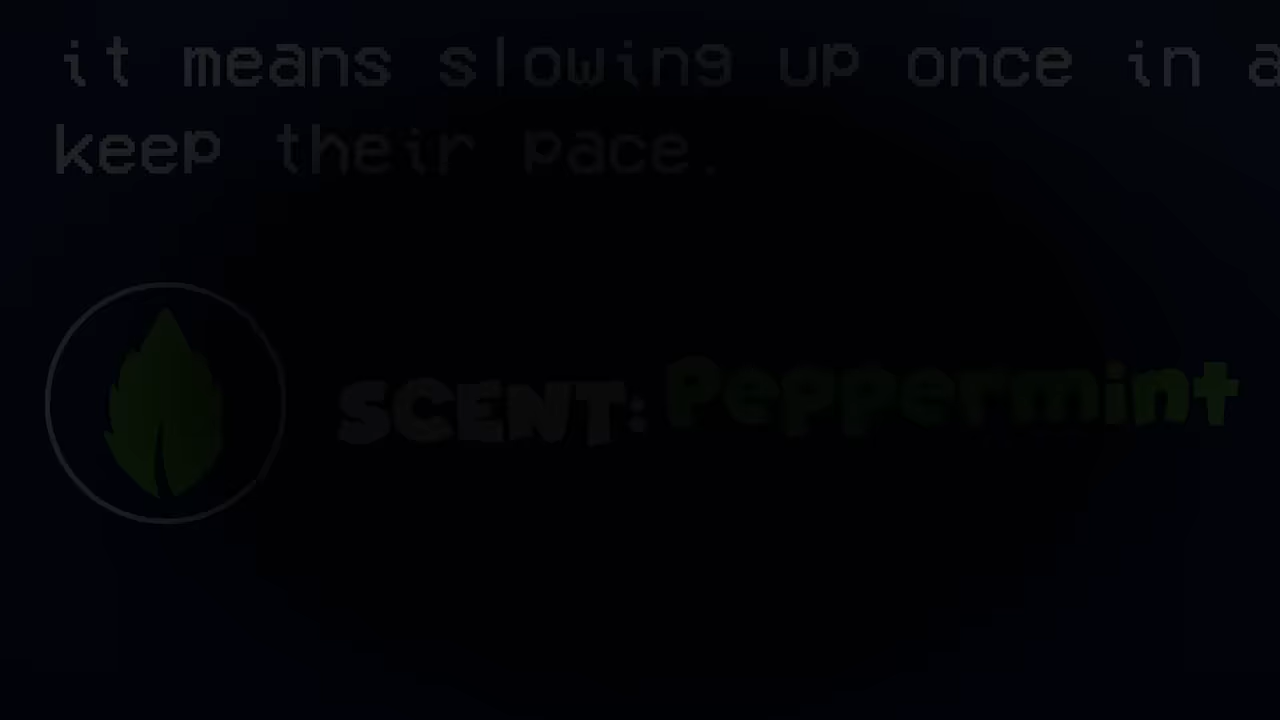 it means slowing up once in a
keep their pace.
SCENT: Peppermint